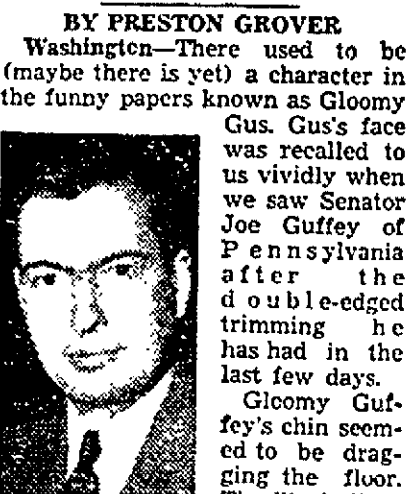 BY PRESTON GROVER
Washington—There used to be
(maybe there is yet) a character in
the funny papers known as Gloomy
Gus. Gus's face
was recalled to
us vividly when
we saw Senator
Joe Guffey of
Pennsylvania
after the
double-edged
trimming he
has had in the
last few days.
Gloomy Guf-
fey's chin seem-
ed to be drag-
ging the floor.